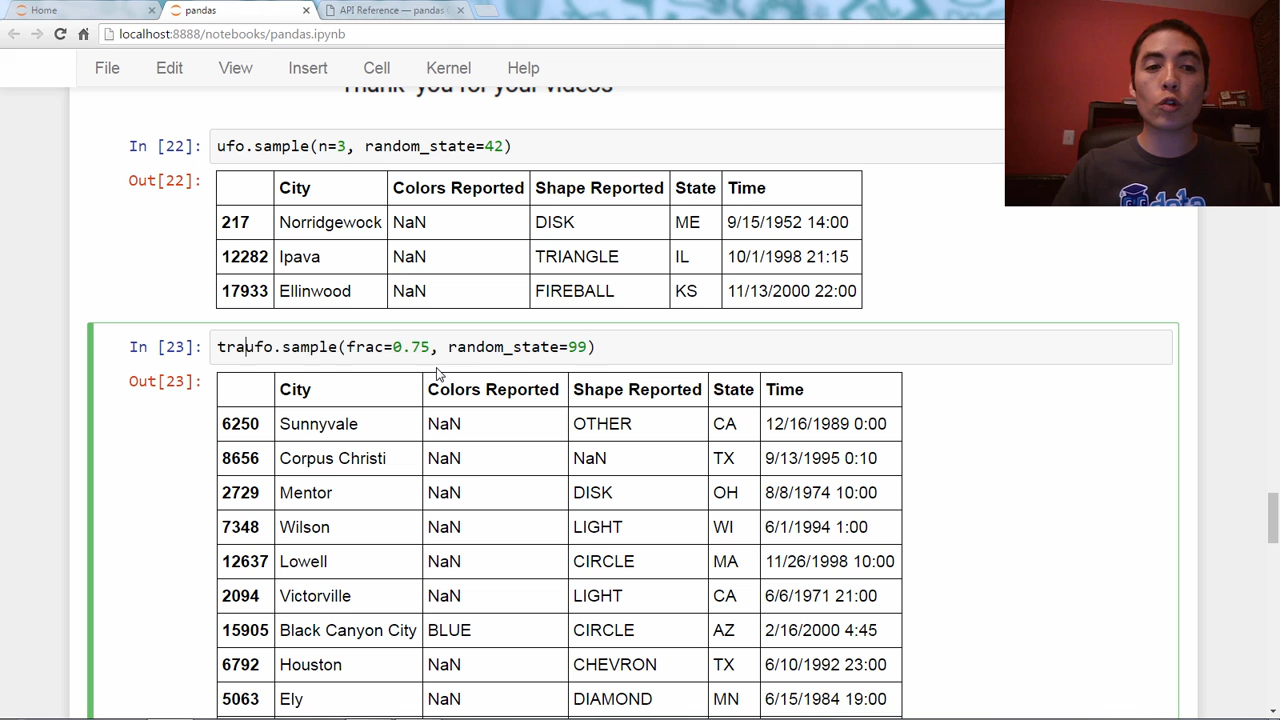 Home
pandas
API Reference — pandas
localhost:8888/notebooks/pandas.ipynb
File Edit View Insert Cell Kernel Help
Thank you for your videos
In [22]: ufo.sample(n=3, random_state=42)
Out[22]:
City Colors Reported Shape Reported State Time
217 Norridgewock NaN DISK ME 9/15/1952 14:00
12282 Ipava NaN TRIANGLE IL 10/1/1998 21:15
17933 Ellinwood NaN FIREBALL KS 11/13/2000 22:00
In [23]: traufo.sample(frac=0.75, random_state=99)
Out[23]:
City Colors Reported Shape Reported State Time
6250 Sunnyvale NaN OTHER CA 12/16/1989 0:00
8656 Corpus Christi NaN NaN TX 9/13/1995 0:10
2729 Mentor NaN DISK OH 8/8/1974 10:00
7348 Wilson NaN LIGHT WI 6/1/1994 1:00
12637 Lowell NaN CIRCLE MA 11/26/1998 10:00
2094 Victorville NaN LIGHT CA 6/6/1971 21:00
15905 Black Canyon City BLUE CIRCLE AZ 2/16/2000 4:45
6792 Houston NaN CHEVRON TX 6/10/1992 23:00
5063 Ely NaN DIAMOND MN 6/15/1984 19:00